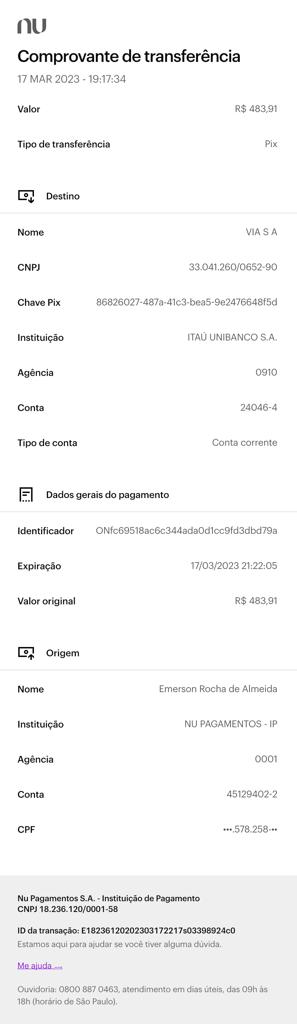 nu
Comprovante de transferência
17 MAR 2023 - 19:17:34
Valor R$ 483,91
Tipo de transferência Pix
Destino
Nome VIA S A
CNPJ 33.041.260/0652-90
Chave Pix 86826027-487a-41c3-bea5-9e2476648f5d
Instituição ITAÚ UNIBANCO S.A.
Agência 0910
Conta 24046-4
Tipo de conta Conta corrente
Dados gerais do pagamento
Identificador ONfc69518ac6c344ada0d1cc9fd3dbd79a
Expiração 17/03/2023 21:22:05
Valor original R$ 483,91
Origem
Nome Emerson Rocha de Almeida
Instituição NU PAGAMENTOS - IP
Agência 0001
Conta 45129402-2
CPF •••.578.258-••
Nu Pagamentos S.A. - Instituição de Pagamento
CNPJ 18.236.120/0001-58
ID da transação: E18236120202303172217s03398924c0
Estamos aqui para ajudar se você tiver alguma dúvida.
Me ajuda →
Ouvidoria: 0800 887 0463, atendimento em dias úteis, das 09h às
18h (horário de São Paulo).